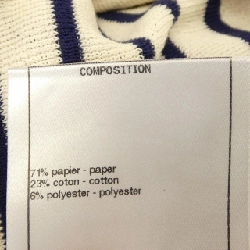 COMPOSITION
71% papier - paper
23% coton - cotton
6% polyester - polyester